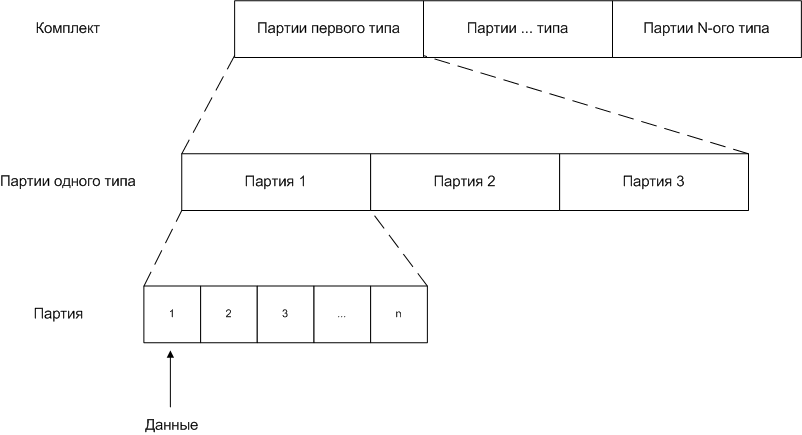 Комплект
Партии первого типа
Партии ... типа
Партии N-ого типа
Партии одного типа
Партия 1
Партия 2
Партия 3
Партия
1
2
3
...
n
Данные